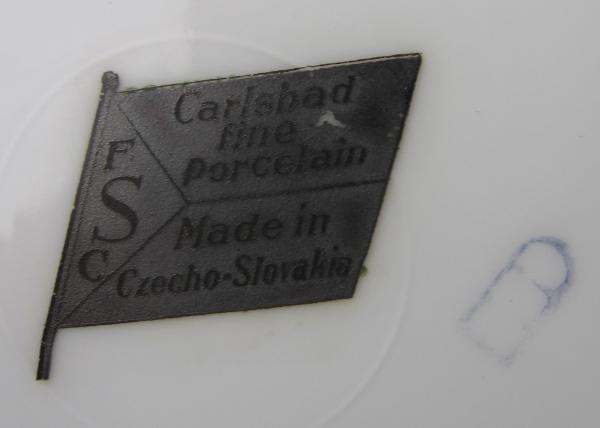 Carlsbad
fine
porcelain
F
S
C
Made in
Czecho-Slovakia